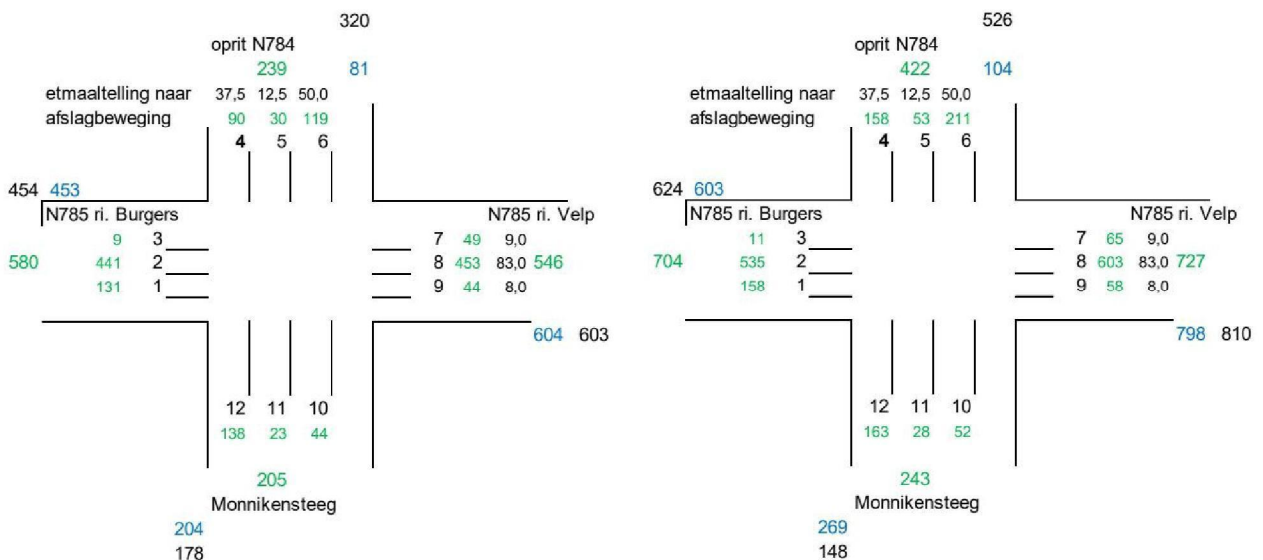 320
oprit N784
239 81
etmaaltelling naar 37,5 12,5 50,0
afslagbeweging 90 30 119
4 5 6
454 453
N785 ri. Burgers N785 ri. Velp
9 3 7 49 9,0
580 441 2 8 453 83,0 546
131 1 9 44 8,0
604 603
12 11 10
138 23 44
205
Monnikensteeg
204
178
526
oprit N784
422 104
etmaaltelling naar 37,5 12,5 50,0
afslagbeweging 158 53 211
4 5 6
624 603
N785 ri. Burgers N785 ri. Velp
11 3 7 65 9,0
704 535 2 8 603 83,0 727
158 1 9 58 8,0
798 810
12 11 10
163 28 52
243
Monnikensteeg
269
148